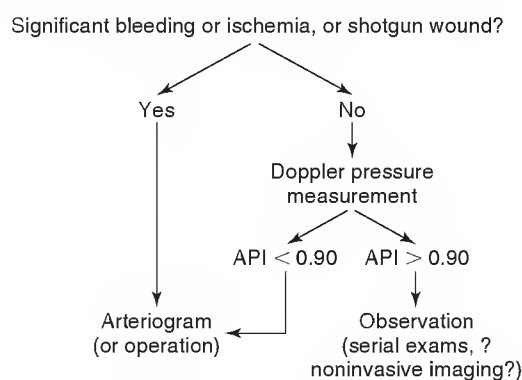 Significant bleeding or ischemia, or shotgun wound?
Yes
No
Doppler pressure
measurement
API < 0.90
API > 0.90
Arteriogram
(or operation)
Observation
(serial exams, ?
noninvasive imaging?)